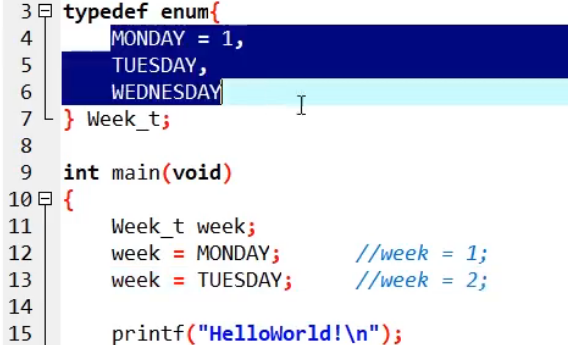 3 typedef enum{
4 MONDAY = 1,
5 TUESDAY,
6 WEDNESDAY
7 } Week_t;
8
9 int main(void)
10 {
11 Week_t week;
12 week = MONDAY; //week = 1;
13 week = TUESDAY; //week = 2;
14
15 printf("HelloWorld!\n");